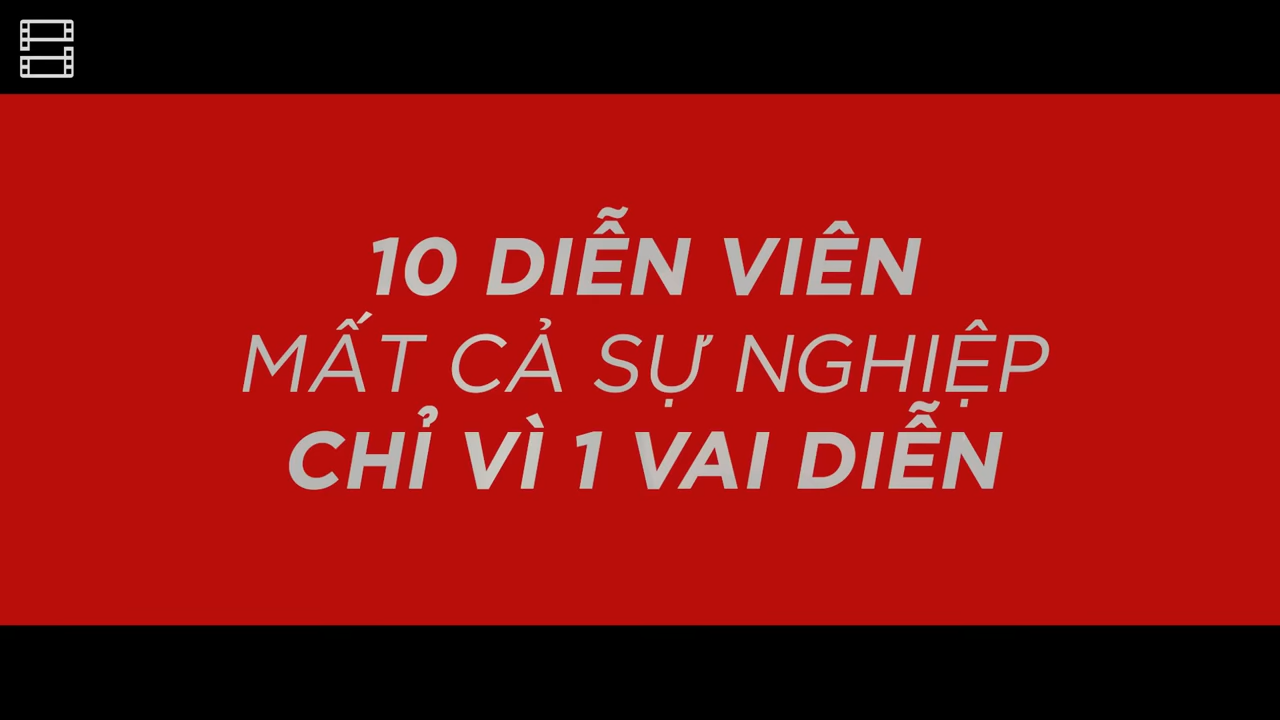 10 DIỄN VIÊN
MẤT CẢ SỰ NGHIỆP
CHỈ VÌ 1 VAI DIỄN